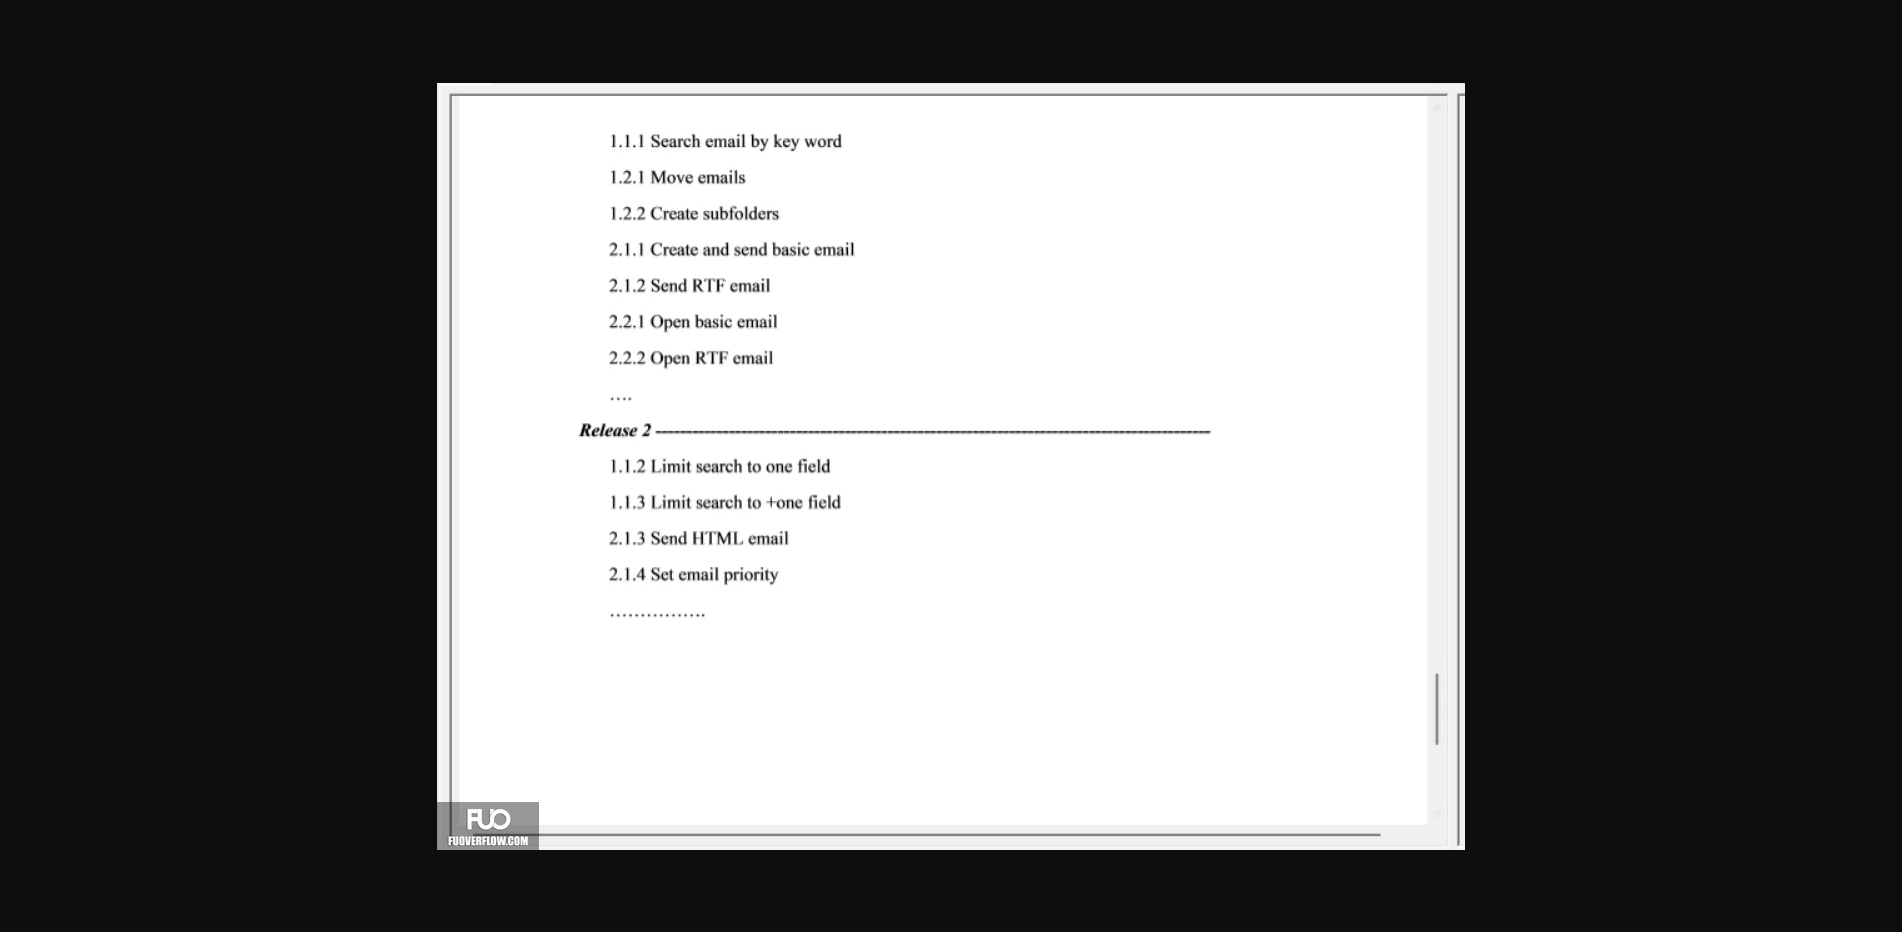 1.1.1 Search email by key word
1.2.1 Move emails
1.2.2 Create subfolders
2.1.1 Create and send basic email
2.1.2 Send RTF email
2.2.1 Open basic email
2.2.2 Open RTF email
....
Release 2 ------------------------------------------------------------
1.1.2 Limit search to one field
1.1.3 Limit search to +one field
2.1.3 Send HTML email
2.1.4 Set email priority
................
FUO
FUOVERFLOW.COM